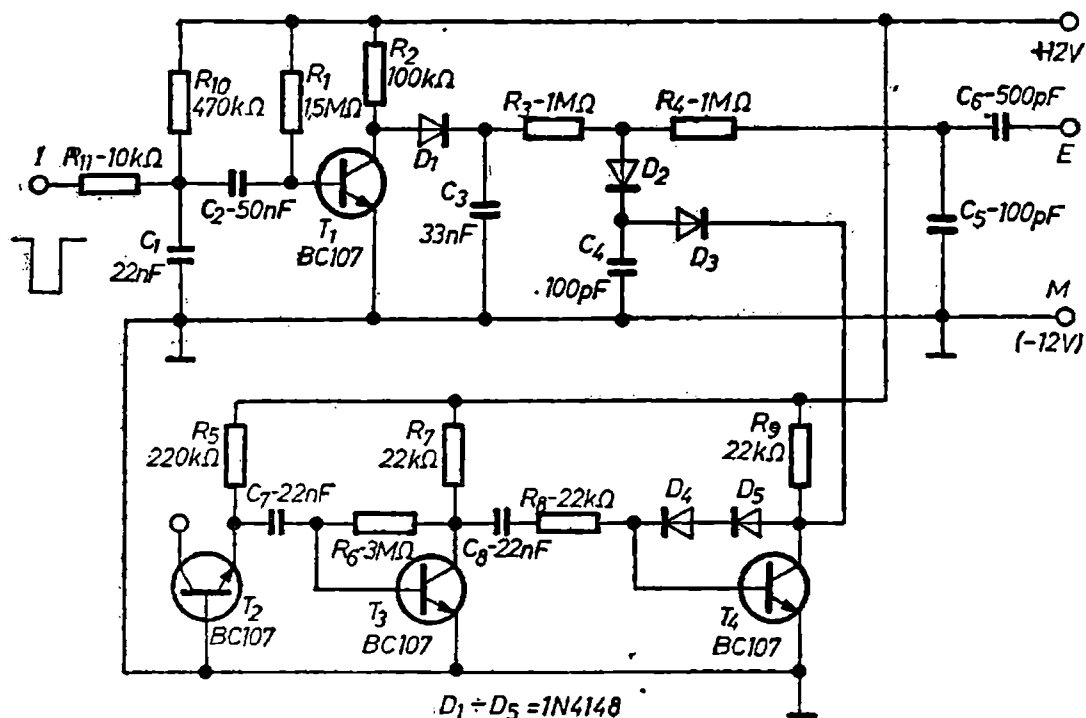 R10
470kΩ
R1
1,5MΩ
R2
100kΩ
+12V
R3-1MΩ
R4-1MΩ
C6-500pF
E
I
R11-10kΩ
D1
D2
C2-50nF
T1
BC107
C3
33nF
D3
C5-100pF
C1
22nF
C4
100pF
M
(-12V)
R5
220kΩ
R7
22kΩ
R9
22kΩ
C7-22nF
R8-22kΩ
D4
D5
R6-3MΩ
C8-22nF
T2
BC107
T3
BC107
T4
BC107
D1÷D5=1N4148